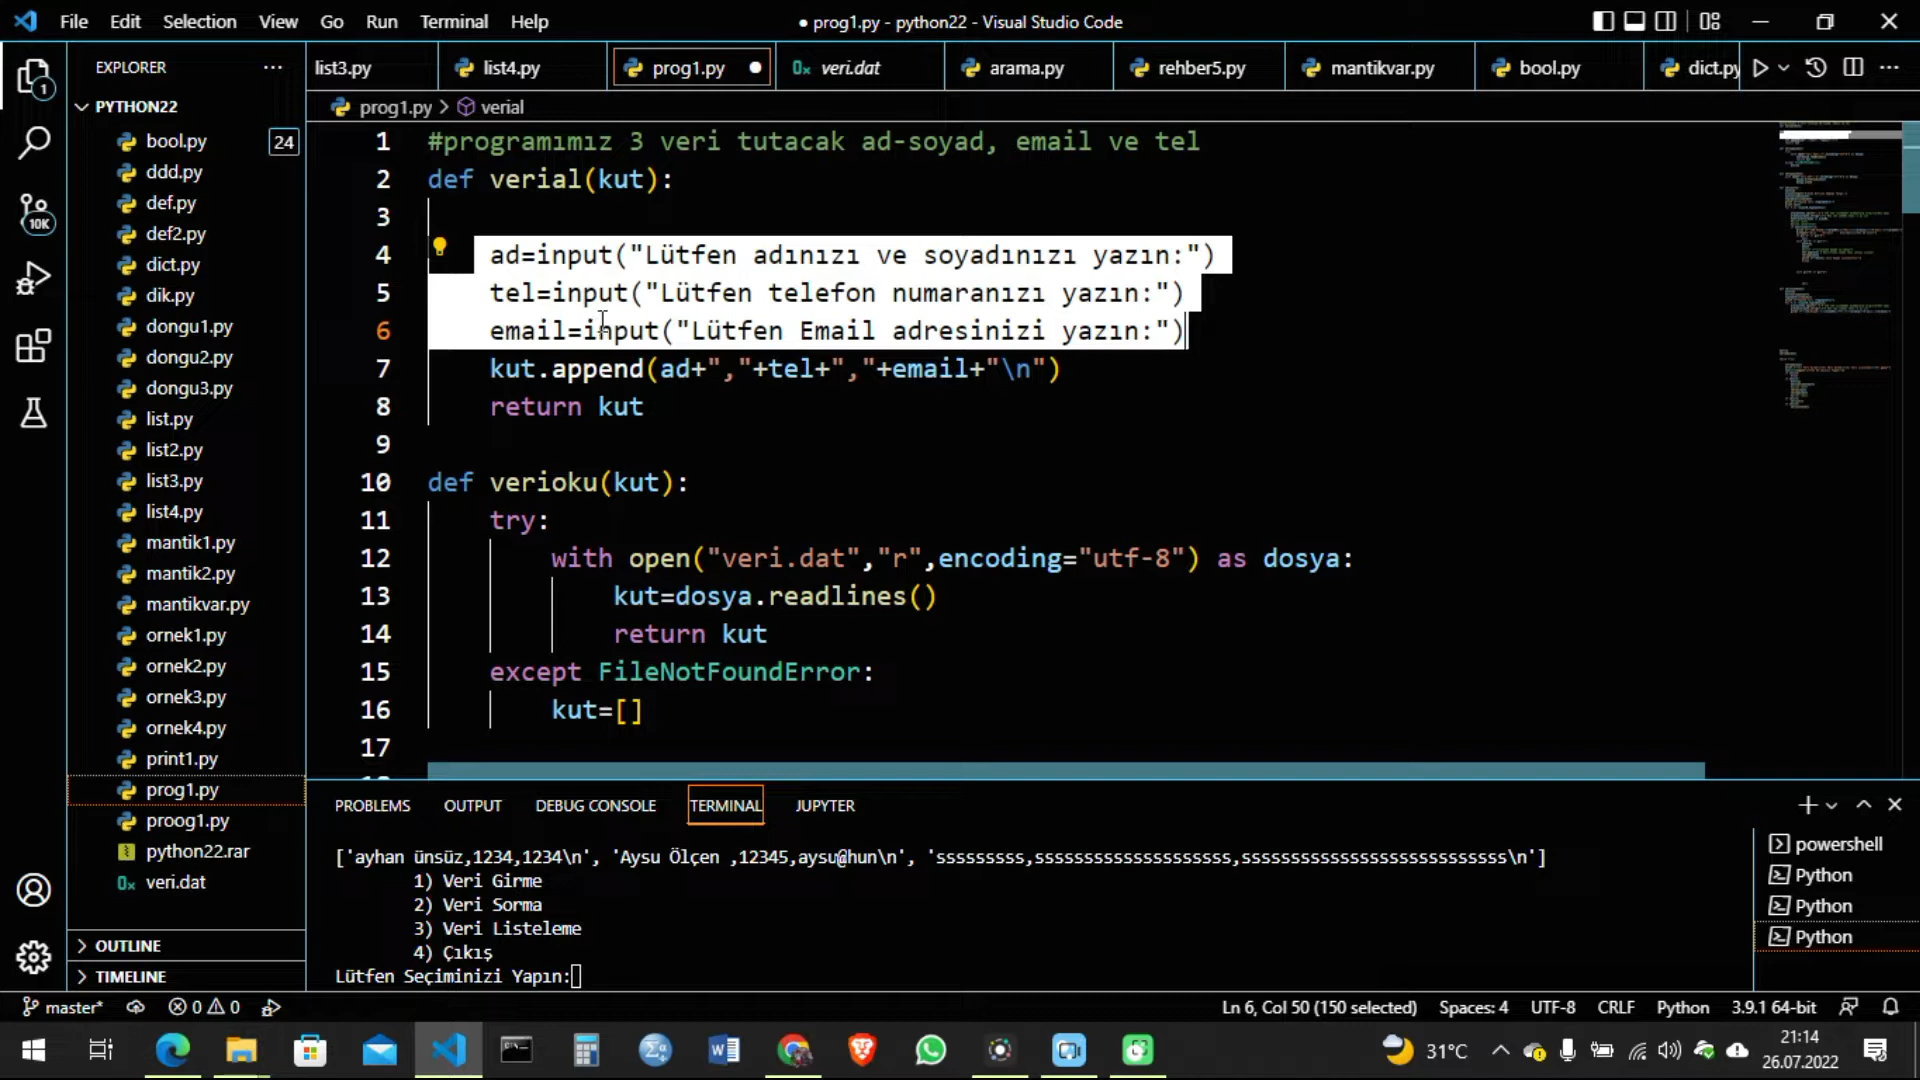 File Edit Selection View Go Run Terminal Help
● prog1.py - python22 - Visual Studio Code
EXPLORER
list3.py list4.py prog1.py veri.dat arama.py rehber5.py mantikvar.py bool.py dict.py
PYTHON22
prog1.py > verial
bool.py
24
ddd.py
def.py
def2.py
dict.py
dik.py
dongu1.py
dongu2.py
dongu3.py
list.py
list2.py
list3.py
list4.py
mantik1.py
mantik2.py
mantikvar.py
ornek1.py
ornek2.py
ornek3.py
ornek4.py
print1.py
prog1.py
proog1.py
python22.rar
veri.dat
OUTLINE
TIMELINE
1
10K
1 #programımız 3 veri tutacak ad-soyad, email ve tel
2 def verial(kut):
3
4 ad=input("Lütfen adınızı ve soyadınızı yazın:")
5 tel=input("Lütfen telefon numaranızı yazın:")
6 email=input("Lütfen Email adresinizi yazın:")
7 kut.append(ad+","+tel+","+email+"\n")
8 return kut
9
10 def verioku(kut):
11 try:
12 with open("veri.dat","r",encoding="utf-8") as dosya:
13 kut=dosya.readlines()
14 return kut
15 except FileNotFoundError:
16 kut=[]
17
PROBLEMS OUTPUT DEBUG CONSOLE TERMINAL JUPYTER
['ayhan ünsüz,1234,1234\n', 'Aysu Ölçen ,12345,aysu@hun\n', 'sssssssss,ssssssssssssssssssss,sssssssssssssssssssssssssss\n']
1) Veri Girme
2) Veri Sorma
3) Veri Listeleme
4) Çıkış
Lütfen Seçiminizi Yapın:
powershell
Python
Python
Python
master* 0 0 Ln 6, Col 50 (150 selected) Spaces: 4 UTF-8 CRLF Python 3.9.1 64-bit
31°C
21:14
26.07.2022